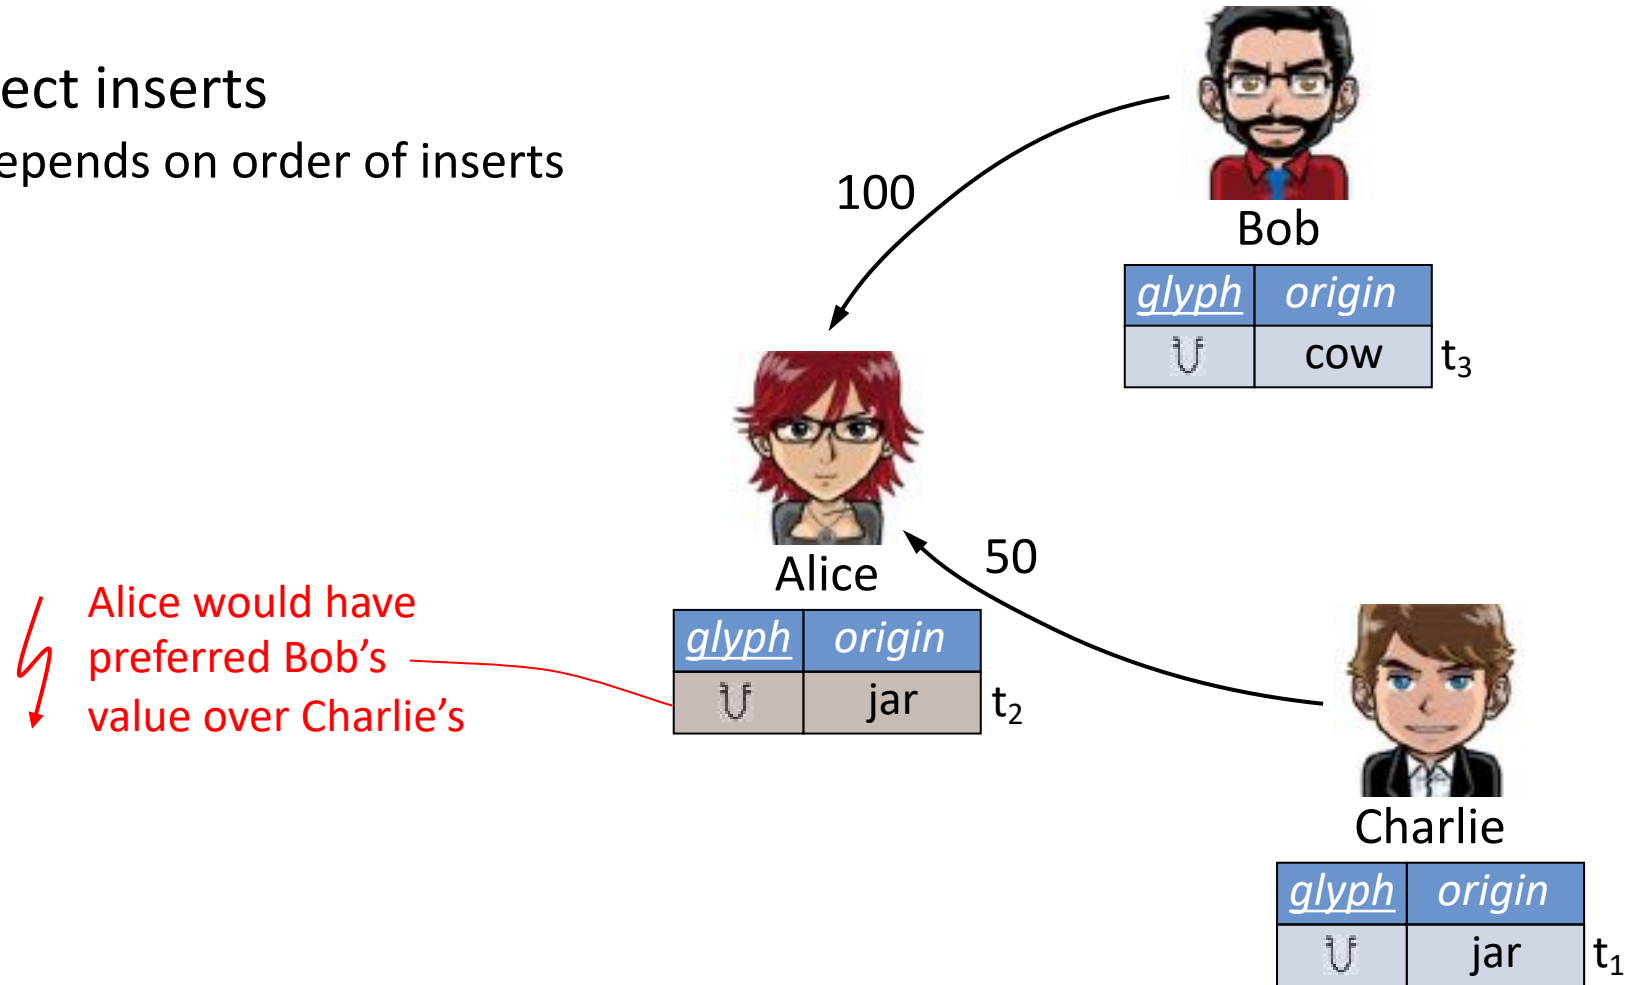 ect inserts
epends on order of inserts
100
Bob
glyph origin
cow t₃
50
Alice
glyph origin
jar t₂
Alice would have
preferred Bob's
value over Charlie's
Charlie
glyph origin
jar t₁